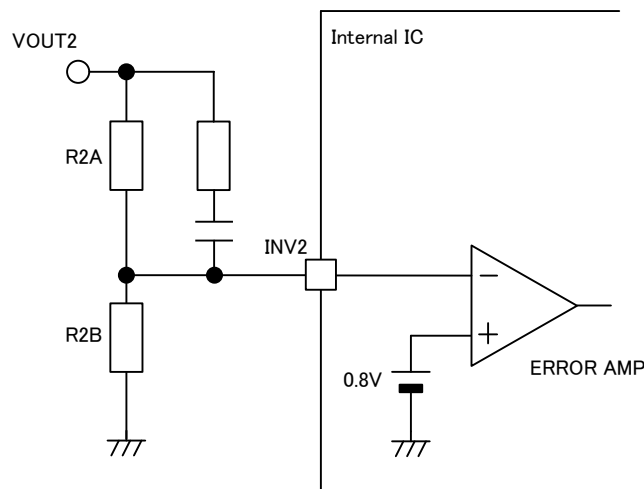 Internal IC
VOUT2
R2A
INV2
R2B
0.8V
ERROR AMP